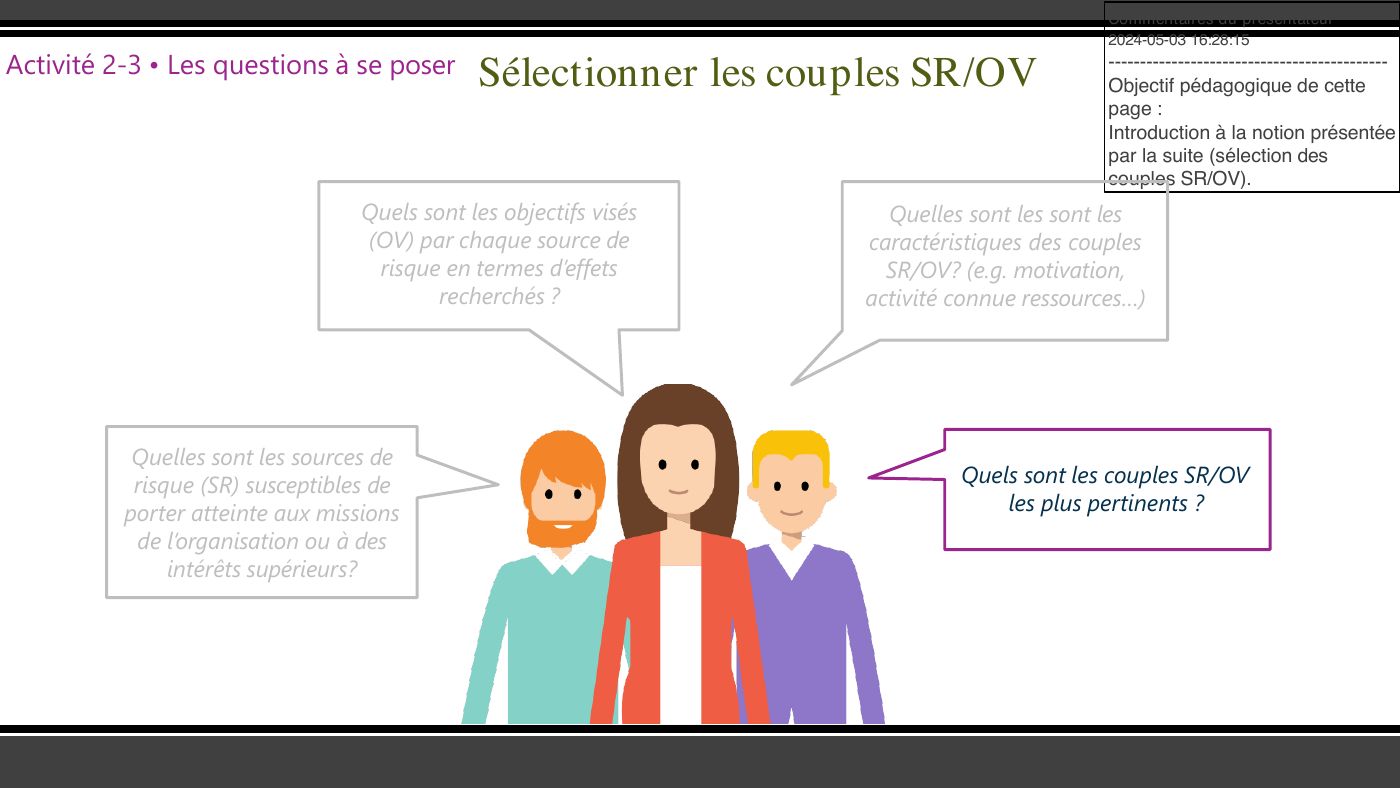 Commentaires du présentateur
2024-05-03 16:28:15
--------------------------------------------
Objectif pédagogique de cette
page :
Introduction à la notion présentée
par la suite (sélection des
couples SR/OV).
Activité 2-3 • Les questions à se poser
Sélectionner les couples SR/OV
Quels sont les objectifs visés
(OV) par chaque source de
risque en termes d'effets
recherchés ?
Quelles sont les sont les
caractéristiques des couples
SR/OV? (e.g. motivation,
activité connue ressources...)
Quelles sont les sources de
risque (SR) susceptibles de
porter atteinte aux missions
de l'organisation ou à des
intérêts supérieurs?
Quels sont les couples SR/OV
les plus pertinents ?